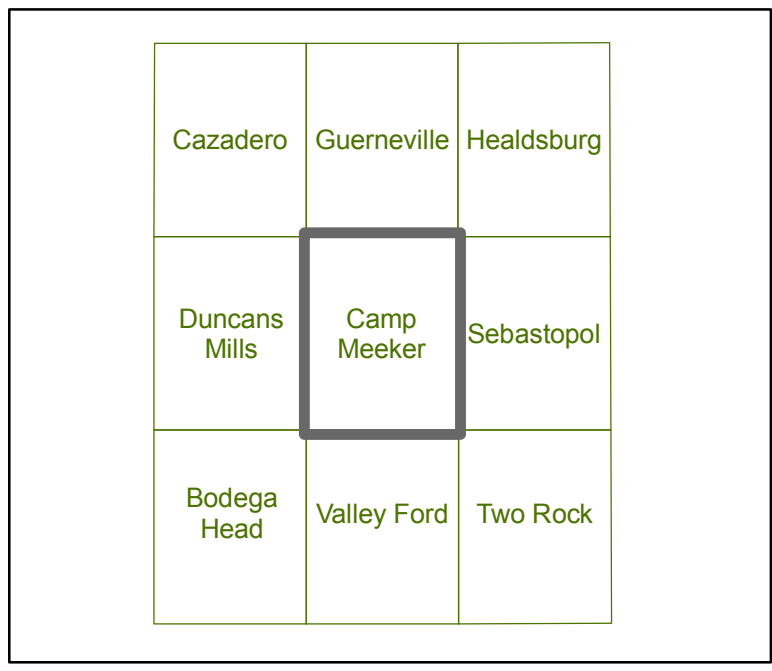 Cazadero
Guerneville
Healdsburg
Duncans
Mills
Camp
Meeker
Sebastopol
Bodega
Head
Valley Ford
Two Rock